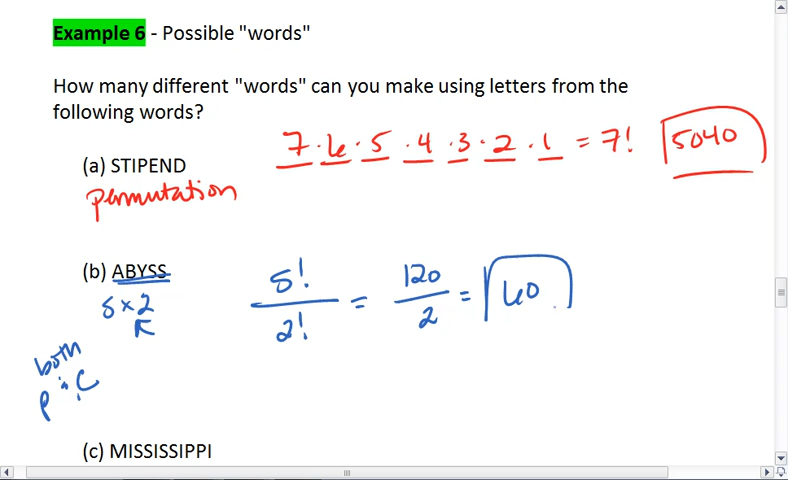 Example 6 - Possible "words"
How many different "words" can you make using letters from the
following words?
7 · 6 · 5 · 4 · 3 · 2 · 1 = 7! 5040
(a) STIPEND
permutation
(b) ABYSS
5! / 2! = 120 / 2 = 60
S x 2
both
P : C
(c) MISSISSIPPI